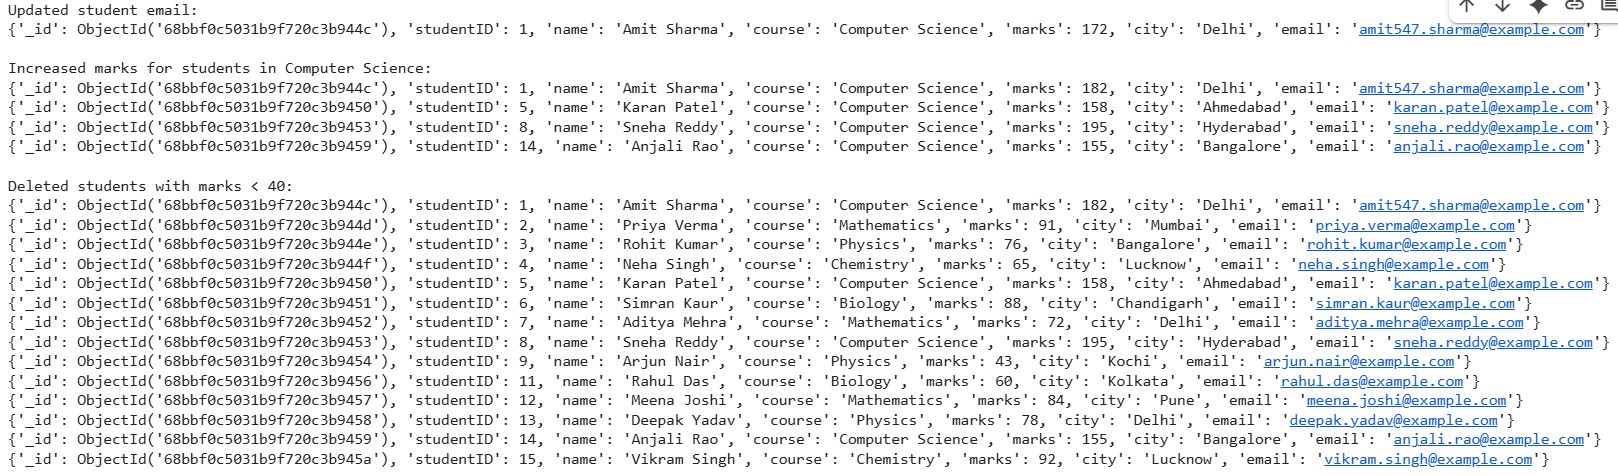 Updated student email:
{'_id': ObjectId('68bbf0c5031b9f720c3b944c'), 'studentID': 1, 'name': 'Amit Sharma', 'course': 'Computer Science', 'marks': 172, 'city': 'Delhi', 'email': 'amit547.sharma@example.com'}
Increased marks for students in Computer Science:
{'_id': ObjectId('68bbf0c5031b9f720c3b944c'), 'studentID': 1, 'name': 'Amit Sharma', 'course': 'Computer Science', 'marks': 182, 'city': 'Delhi', 'email': 'amit547.sharma@example.com'}
{'_id': ObjectId('68bbf0c5031b9f720c3b9450'), 'studentID': 5, 'name': 'Karan Patel', 'course': 'Computer Science', 'marks': 158, 'city': 'Ahmedabad', 'email': 'karan.patel@example.com'}
{'_id': ObjectId('68bbf0c5031b9f720c3b9453'), 'studentID': 8, 'name': 'Sneha Reddy', 'course': 'Computer Science', 'marks': 195, 'city': 'Hyderabad', 'email': 'sneha.reddy@example.com'}
{'_id': ObjectId('68bbf0c5031b9f720c3b9459'), 'studentID': 14, 'name': 'Anjali Rao', 'course': 'Computer Science', 'marks': 155, 'city': 'Bangalore', 'email': 'anjali.rao@example.com'}
Deleted students with marks < 40:
{'_id': ObjectId('68bbf0c5031b9f720c3b944c'), 'studentID': 1, 'name': 'Amit Sharma', 'course': 'Computer Science', 'marks': 182, 'city': 'Delhi', 'email': 'amit547.sharma@example.com'}
{'_id': ObjectId('68bbf0c5031b9f720c3b944d'), 'studentID': 2, 'name': 'Priya Verma', 'course': 'Mathematics', 'marks': 91, 'city': 'Mumbai', 'email': 'priya.verma@example.com'}
{'_id': ObjectId('68bbf0c5031b9f720c3b944e'), 'studentID': 3, 'name': 'Rohit Kumar', 'course': 'Physics', 'marks': 76, 'city': 'Bangalore', 'email': 'rohit.kumar@example.com'}
{'_id': ObjectId('68bbf0c5031b9f720c3b944f'), 'studentID': 4, 'name': 'Neha Singh', 'course': 'Chemistry', 'marks': 65, 'city': 'Lucknow', 'email': 'neha.singh@example.com'}
{'_id': ObjectId('68bbf0c5031b9f720c3b9450'), 'studentID': 5, 'name': 'Karan Patel', 'course': 'Computer Science', 'marks': 158, 'city': 'Ahmedabad', 'email': 'karan.patel@example.com'}
{'_id': ObjectId('68bbf0c5031b9f720c3b9451'), 'studentID': 6, 'name': 'Simran Kaur', 'course': 'Biology', 'marks': 88, 'city': 'Chandigarh', 'email': 'simran.kaur@example.com'}
{'_id': ObjectId('68bbf0c5031b9f720c3b9452'), 'studentID': 7, 'name': 'Aditya Mehra', 'course': 'Mathematics', 'marks': 72, 'city': 'Delhi', 'email': 'aditya.mehra@example.com'}
{'_id': ObjectId('68bbf0c5031b9f720c3b9453'), 'studentID': 8, 'name': 'Sneha Reddy', 'course': 'Computer Science', 'marks': 195, 'city': 'Hyderabad', 'email': 'sneha.reddy@example.com'}
{'_id': ObjectId('68bbf0c5031b9f720c3b9454'), 'studentID': 9, 'name': 'Arjun Nair', 'course': 'Physics', 'marks': 43, 'city': 'Kochi', 'email': 'arjun.nair@example.com'}
{'_id': ObjectId('68bbf0c5031b9f720c3b9456'), 'studentID': 11, 'name': 'Rahul Das', 'course': 'Biology', 'marks': 60, 'city': 'Kolkata', 'email': 'rahul.das@example.com'}
{'_id': ObjectId('68bbf0c5031b9f720c3b9457'), 'studentID': 12, 'name': 'Meena Joshi', 'course': 'Mathematics', 'marks': 84, 'city': 'Pune', 'email': 'meena.joshi@example.com'}
{'_id': ObjectId('68bbf0c5031b9f720c3b9458'), 'studentID': 13, 'name': 'Deepak Yadav', 'course': 'Physics', 'marks': 78, 'city': 'Delhi', 'email': 'deepak.yadav@example.com'}
{'_id': ObjectId('68bbf0c5031b9f720c3b9459'), 'studentID': 14, 'name': 'Anjali Rao', 'course': 'Computer Science', 'marks': 155, 'city': 'Bangalore', 'email': 'anjali.rao@example.com'}
{'_id': ObjectId('68bbf0c5031b9f720c3b945a'), 'studentID': 15, 'name': 'Vikram Singh', 'course': 'Chemistry', 'marks': 92, 'city': 'Lucknow', 'email': 'vikram.singh@example.com'}